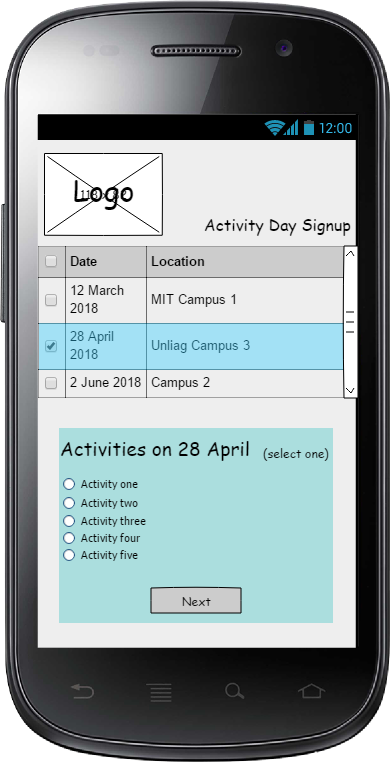 12:00
Logo
Activity Day Signup
Date Location
12 March
2018
MIT Campus 1
28 April
2018
Unliag Campus 3
2 June 2018 Campus 2
Activities on 28 April (select one)
Activity one
Activity two
Activity three
Activity four
Activity five
Next